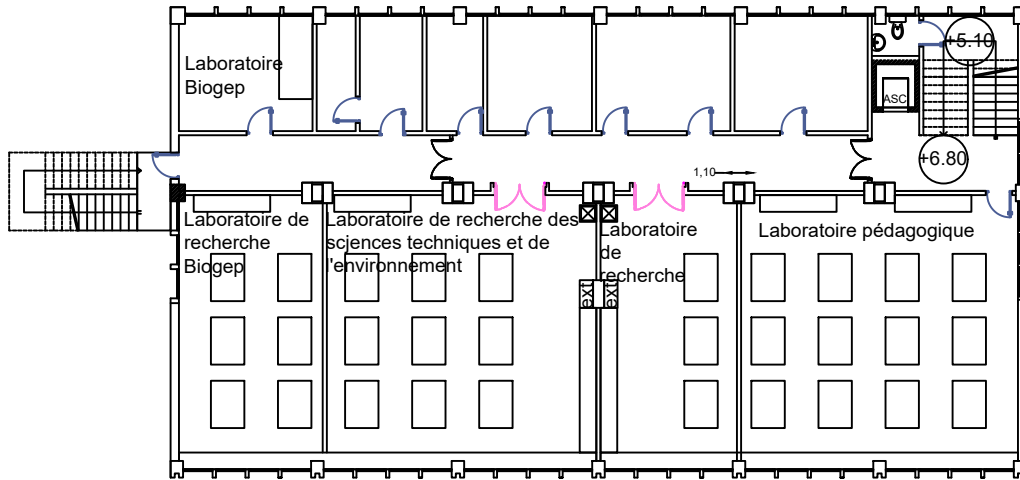 Laboratoire
Biogep
+5.10
ASC
+6.80
1,10
Laboratoire de
recherche
Biogep
Laboratoire de recherche des
sciences techniques et de
l'environnement
Laboratoire
de
recherche
Laboratoire pédagogique
ext
ext